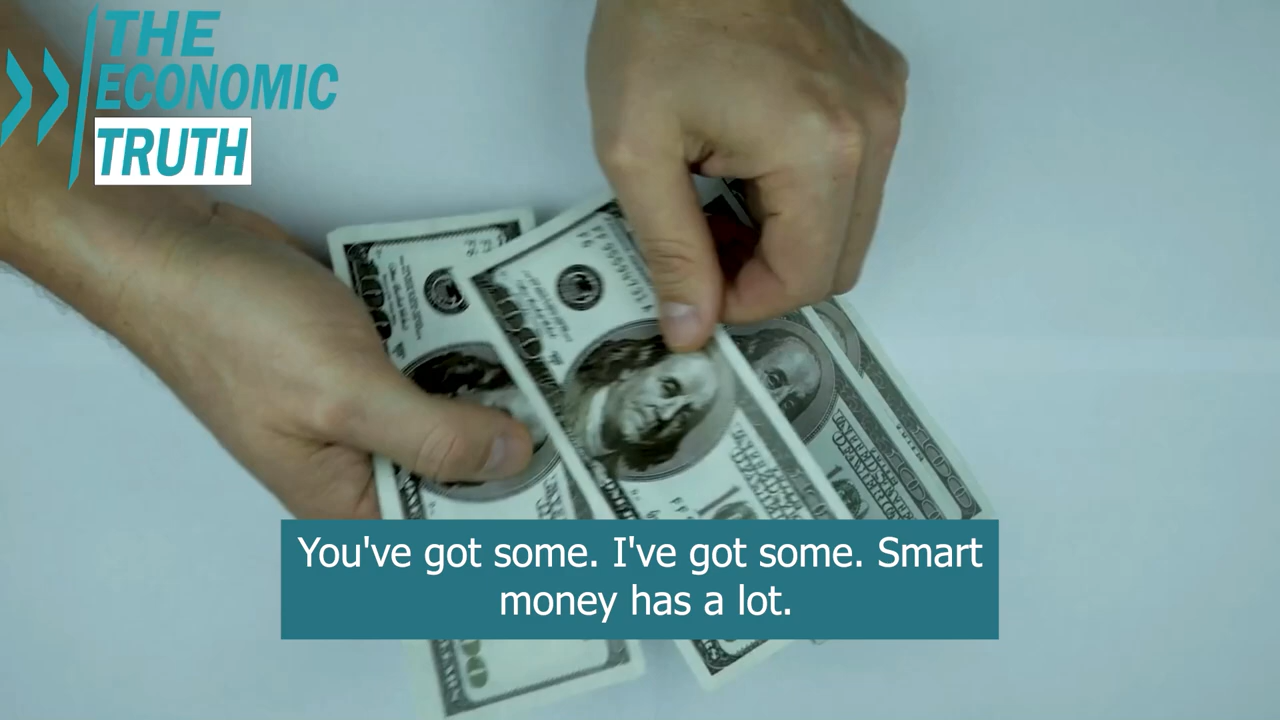 THE
ECONOMIC
TRUTH
You've got some. I've got some. Smart
money has a lot.